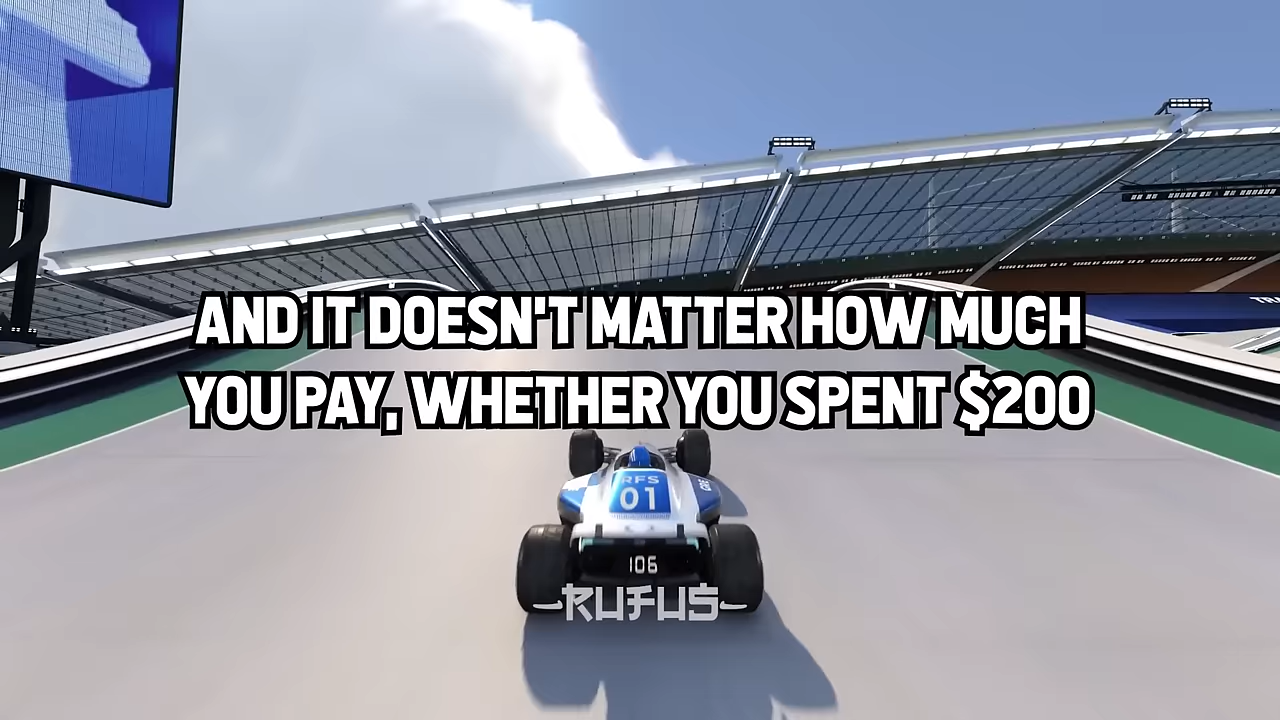 AND IT DOESN'T MATTER HOW MUCH
YOU PAY, WHETHER YOU SPENT $200
RFS
01
106
-RUFUS-